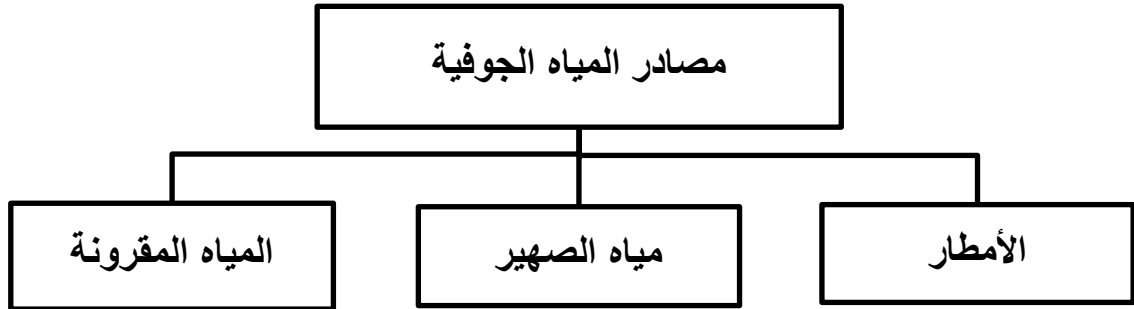 مصادر المياه الجوفية
الأمطار
مياه الصهير
المياه المقرونة